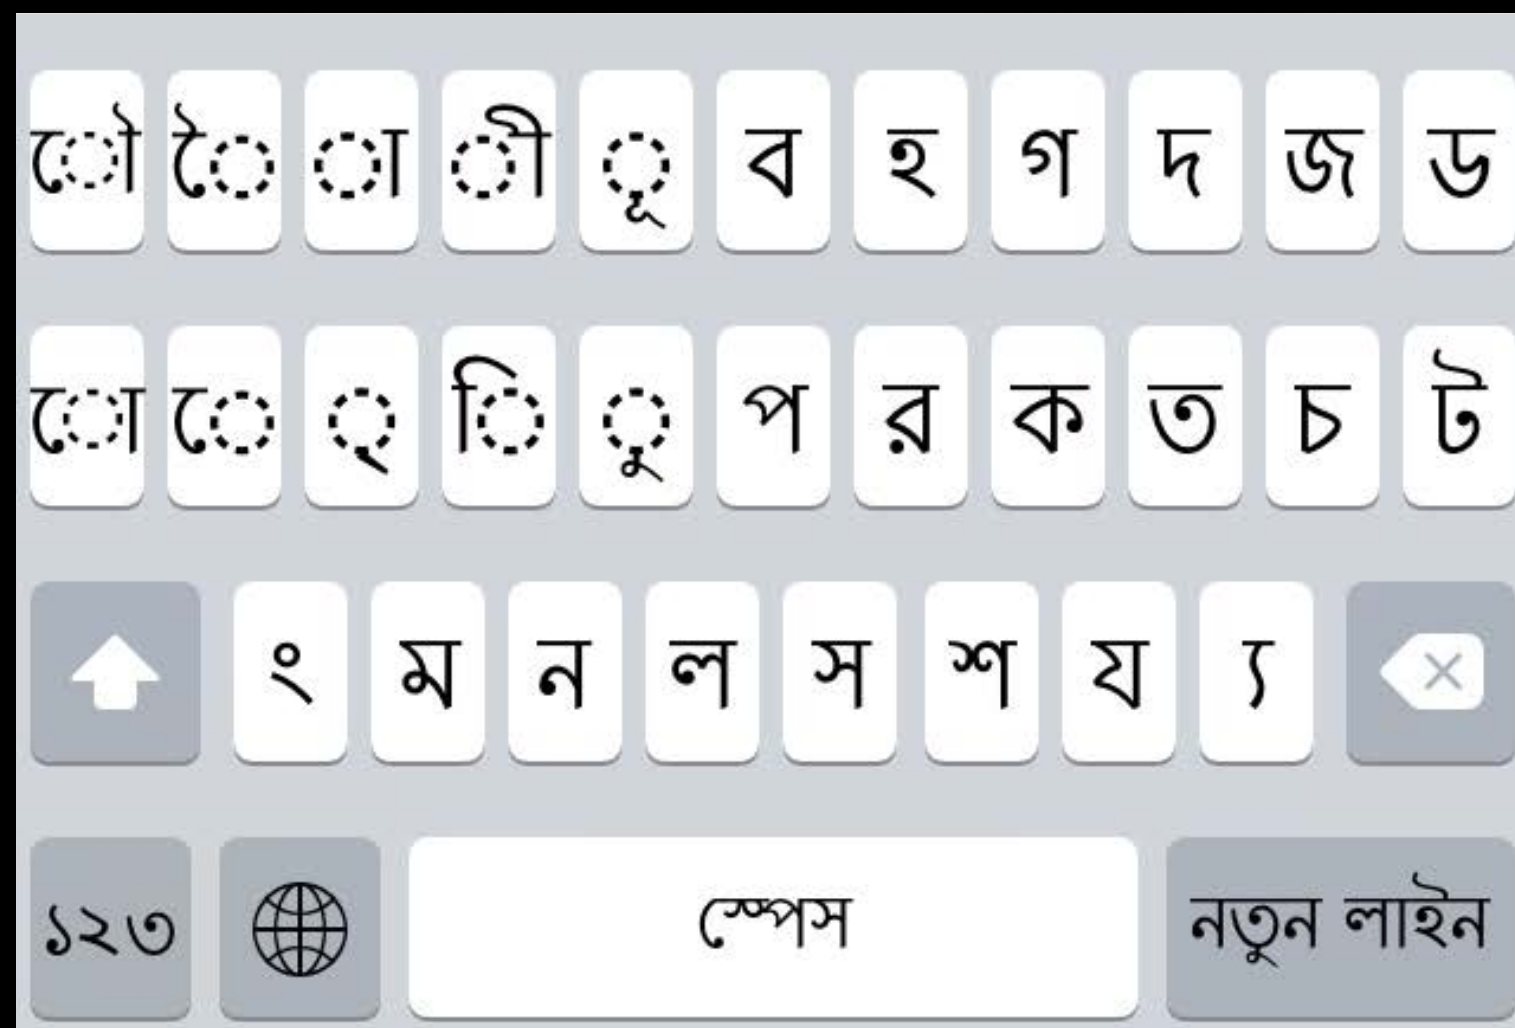 ৌ ৈ া ী ূ ব হ গ দ জ ড
ো ে ্ ি ু প র ক ত চ ট
ং ম ন ল স শ য ্য
১২৩ স্পেস নতুন লাইন